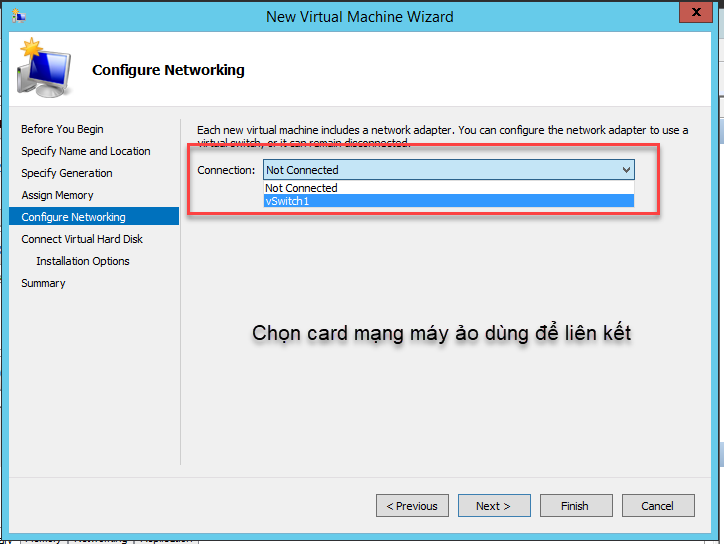 New Virtual Machine Wizard
Configure Networking
Before You Begin
Specify Name and Location
Specify Generation
Assign Memory
Configure Networking
Connect Virtual Hard Disk
Installation Options
Summary
Each new virtual machine includes a network adapter. You can configure the network adapter to use a
virtual switch, or it can remain disconnected.
Connection: Not Connected
Not Connected
vSwitch1
Chọn card mạng máy ảo dùng để liên kết
< Previous Next > Finish Cancel